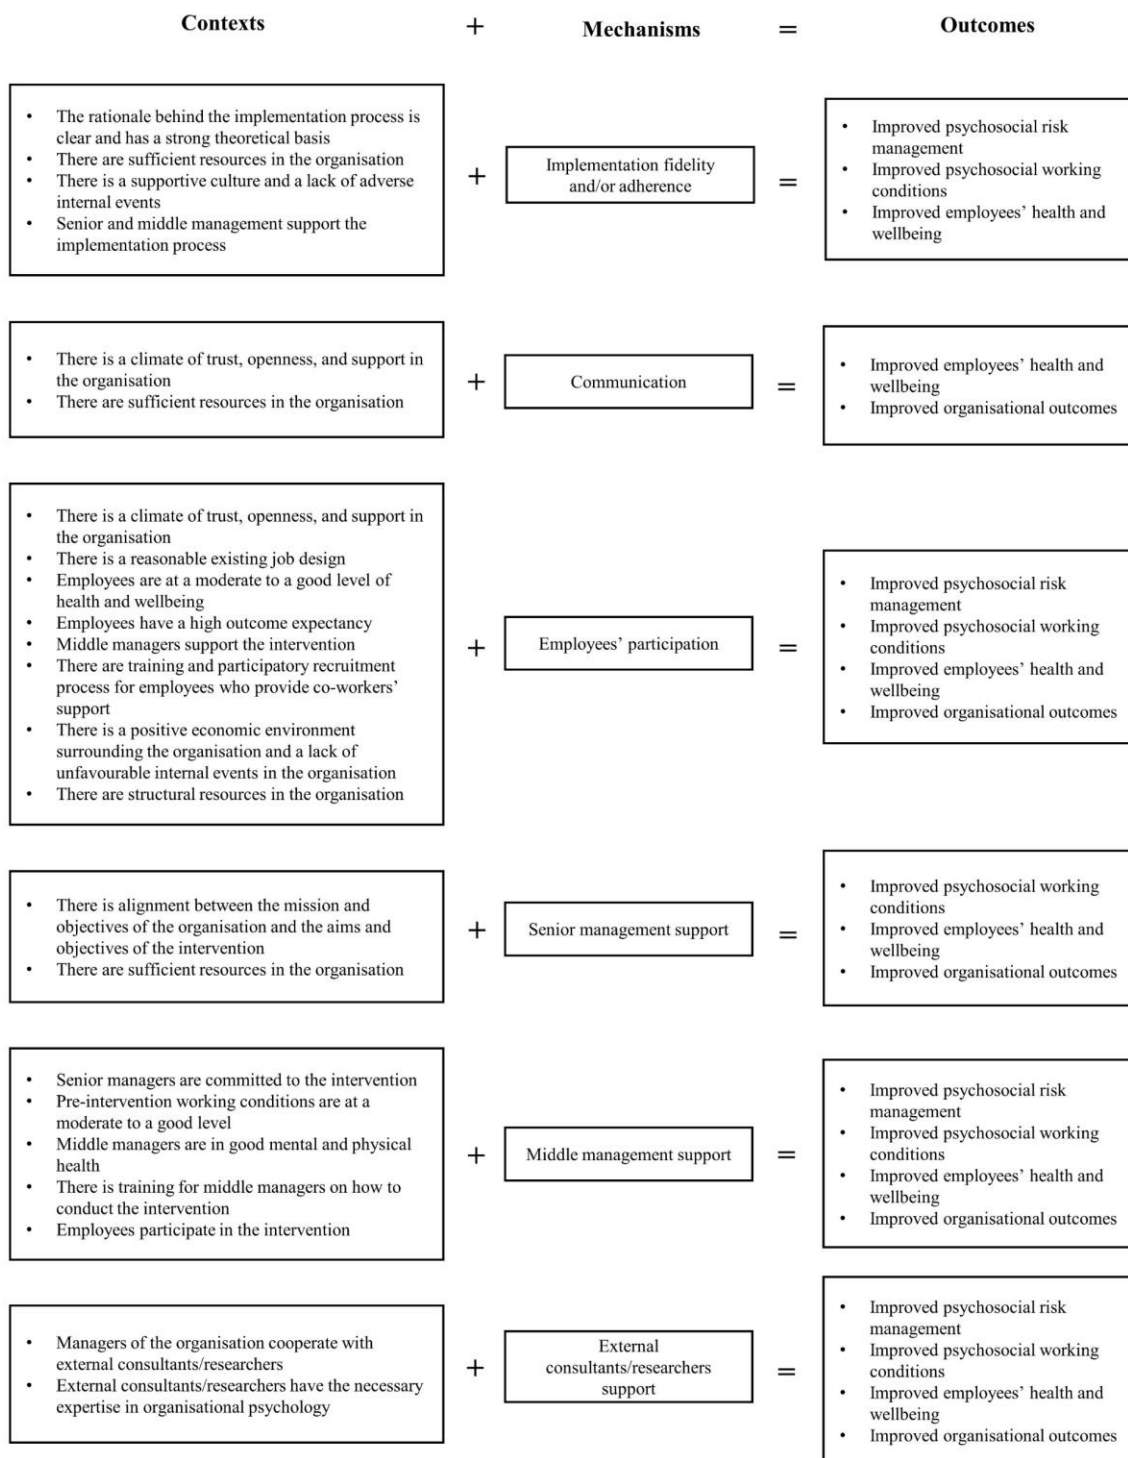 Contexts + Mechanisms = Outcomes
• The rationale behind the implementation process is
clear and has a strong theoretical basis
• There are sufficient resources in the organisation
• There is a supportive culture and a lack of adverse
internal events
• Senior and middle management support the
implementation process
+
Implementation fidelity
and/or adherence
=
• Improved psychosocial risk
management
• Improved psychosocial working
conditions
• Improved employees’ health and
wellbeing
• There is a climate of trust, openness, and support in
the organisation
• There are sufficient resources in the organisation
+
Communication
=
• Improved employees’ health and
wellbeing
• Improved organisational outcomes
• There is a climate of trust, openness, and support in
the organisation
• There is a reasonable existing job design
• Employees are at a moderate to a good level of
health and wellbeing
• Employees have a high outcome expectancy
• Middle managers support the intervention
• There are training and participatory recruitment
process for employees who provide co-workers’
support
• There is a positive economic environment
surrounding the organisation and a lack of
unfavourable internal events in the organisation
• There are structural resources in the organisation
+
Employees’ participation
=
• Improved psychosocial risk
management
• Improved psychosocial working
conditions
• Improved employees’ health and
wellbeing
• Improved organisational outcomes
• There is alignment between the mission and
objectives of the organisation and the aims and
objectives of the intervention
• There are sufficient resources in the organisation
+
Senior management support
=
• Improved psychosocial working
conditions
• Improved employees’ health and
wellbeing
• Improved organisational outcomes
• Senior managers are committed to the intervention
• Pre-intervention working conditions are at a
moderate to a good level
• Middle managers are in good mental and physical
health
• There is training for middle managers on how to
conduct the intervention
• Employees participate in the intervention
+
Middle management support
=
• Improved psychosocial risk
management
• Improved psychosocial working
conditions
• Improved employees’ health and
wellbeing
• Improved organisational outcomes
• Managers of the organisation cooperate with
external consultants/researchers
• External consultants/researchers have the necessary
expertise in organisational psychology
+
External
consultants/researchers
support
=
• Improved psychosocial risk
management
• Improved psychosocial working
conditions
• Improved employees’ health and
wellbeing
• Improved organisational outcomes